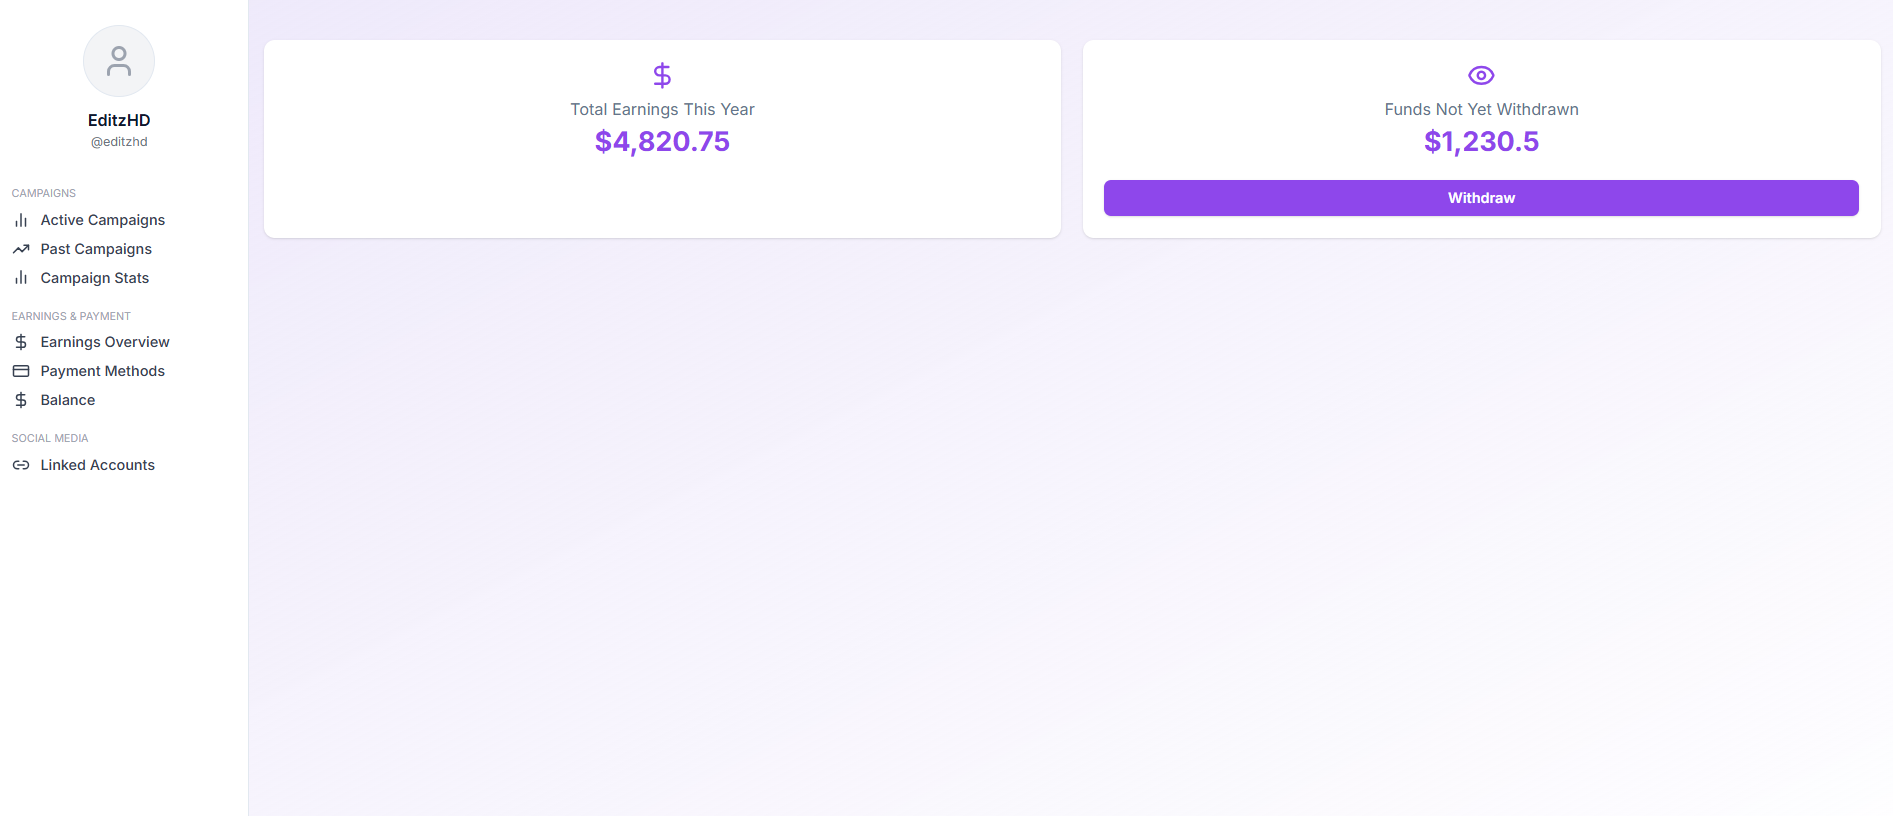 EditzHD
@editzhd
CAMPAIGNS
Active Campaigns
Past Campaigns
Campaign Stats
EARNINGS & PAYMENT
Earnings Overview
Payment Methods
Balance
SOCIAL MEDIA
Linked Accounts
Total Earnings This Year
$4,820.75
Funds Not Yet Withdrawn
$1,230.5
Withdraw